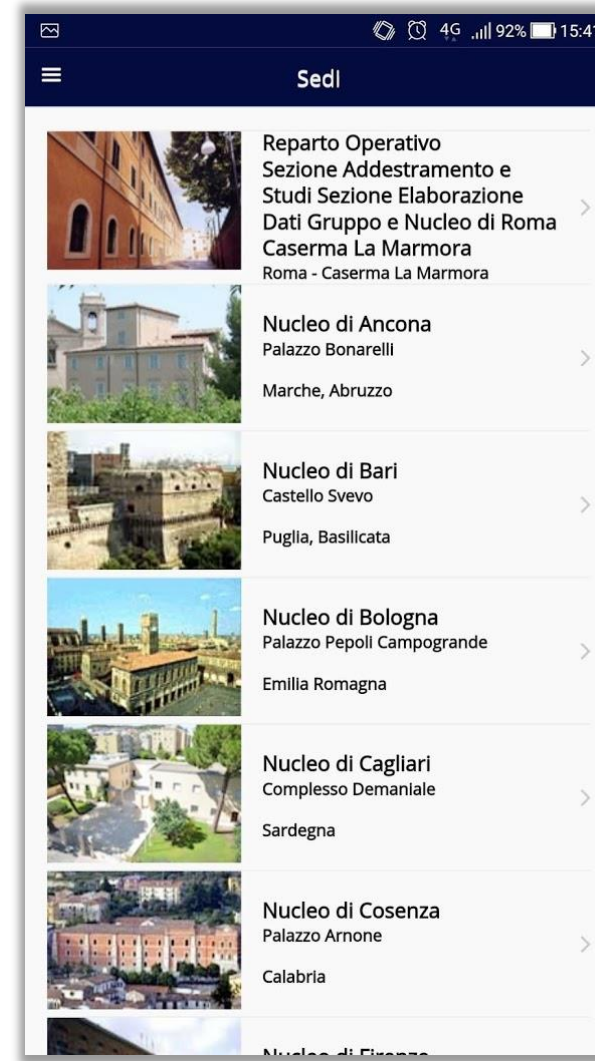 4G 92% 15:41
Sedi
Reparto Operativo
Sezione Addestramento e
Studi Sezione Elaborazione
Dati Gruppo e Nucleo di Roma
Caserma La Marmora
Roma - Caserma La Marmora
Nucleo di Ancona
Palazzo Bonarelli
Marche, Abruzzo
Nucleo di Bari
Castello Svevo
Puglia, Basilicata
Nucleo di Bologna
Palazzo Pepoli Campogrande
Emilia Romagna
Nucleo di Cagliari
Complesso Demaniale
Sardegna
Nucleo di Cosenza
Palazzo Arnone
Calabria
Nucleo di Firenze